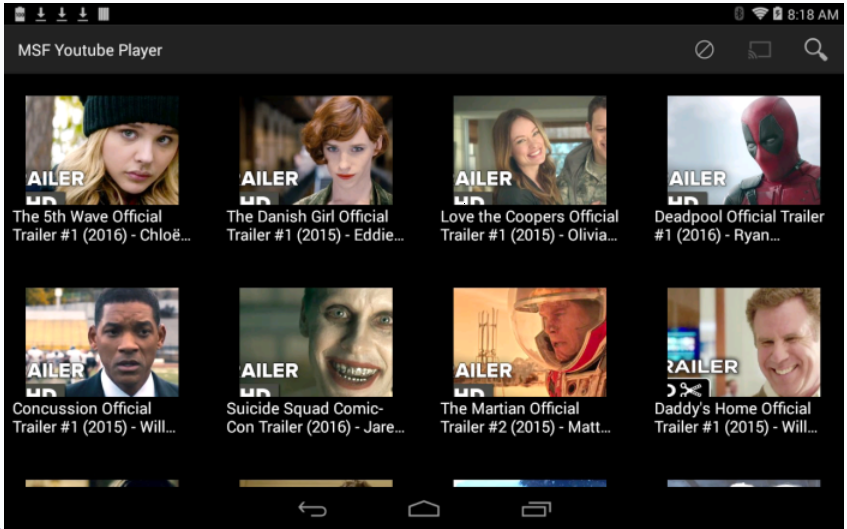 8:18 AM
MSF Youtube Player
AILER
HD
The 5th Wave Official
Trailer #1 (2016) - Chloë...
AILER
HD
The Danish Girl Official
Trailer #1 (2015) - Eddie...
AILER
HD
Love the Coopers Official
Trailer #1 (2015) - Olivia...
Deadpool Official Trailer
#1 (2016) - Ryan...
AILER
HD
Concussion Official
Trailer #1 (2015) - Will...
AILER
HD
Suicide Squad Comic-
Con Trailer (2016) - Jare...
AILER
HD
The Martian Official
Trailer #2 (2015) - Matt...
RAILER
Daddy's Home Official
Trailer #1 (2015) - Will...